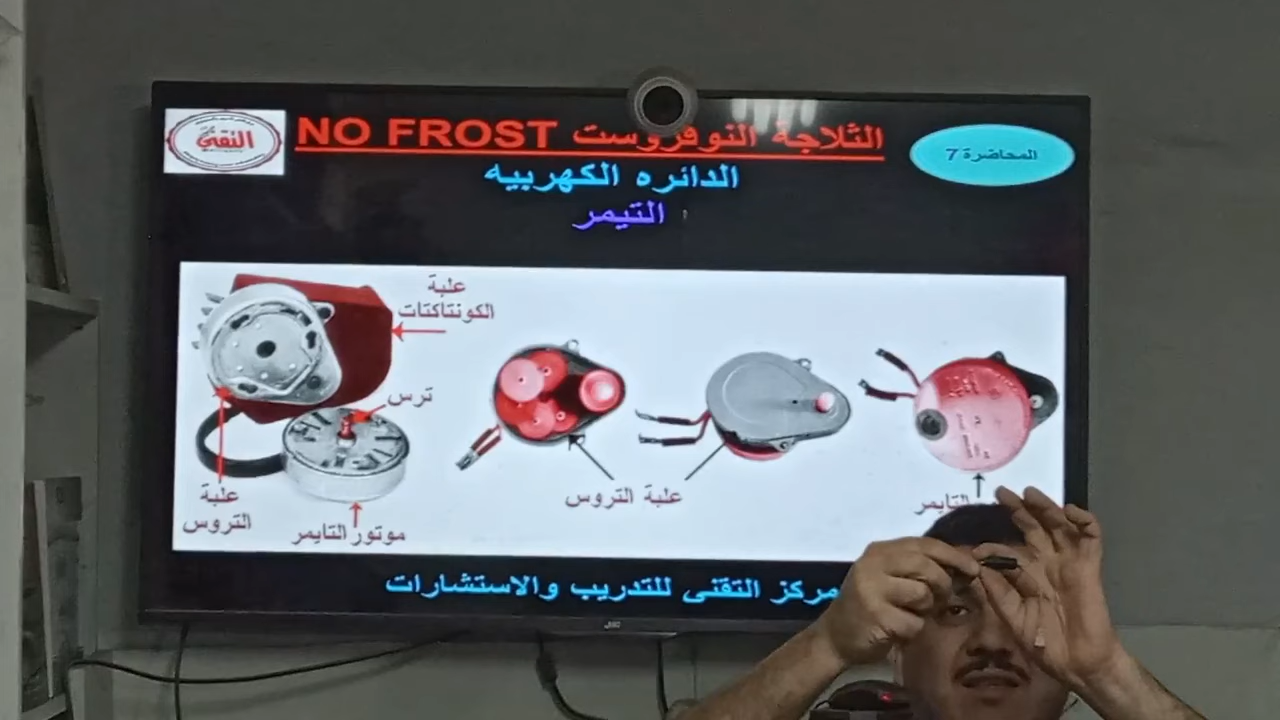 الثلاجة النوفروست NO FROST
المحاضرة 7
التقني
الدائره الكهربيه
التيمر
علبة
الكونتاكتات
ترس
علبة
التروس
موتور التايمر
علبة التروس
التايمر
مركز التقنى للتدريب والاستشارات
JAC